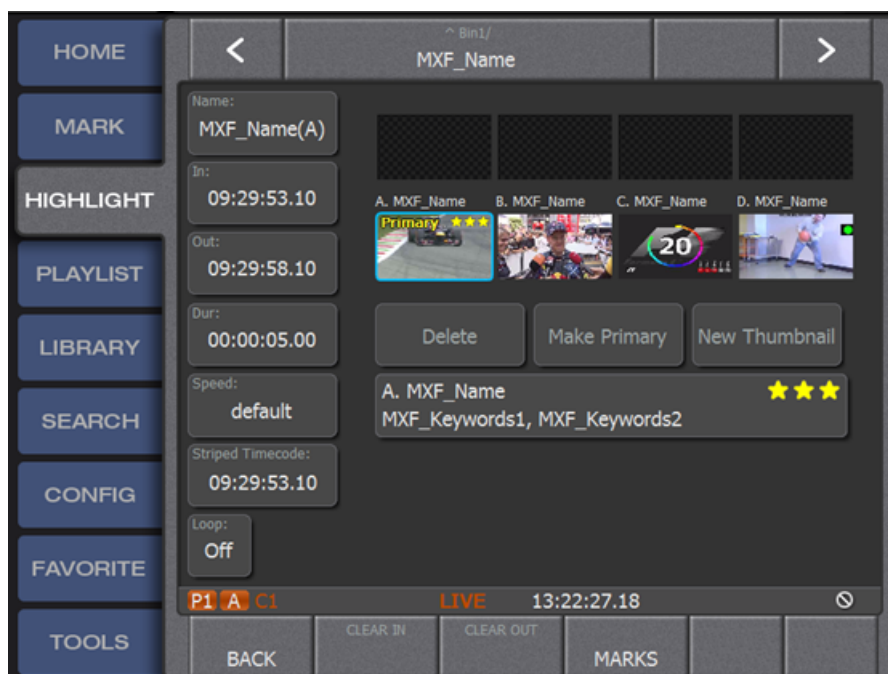 HOME
MARK
HIGHLIGHT
PLAYLIST
LIBRARY
SEARCH
CONFIG
FAVORITE
TOOLS
<
^ Bin1/
MXF_Name
>
Name:
MXF_Name(A)
In:
09:29:53.10
Out:
09:29:58.10
Dur:
00:00:05.00
Speed:
default
Striped Timecode:
09:29:53.10
Loop:
Off
A. MXF_Name B. MXF_Name C. MXF_Name D. MXF_Name
Primary
20
Delete Make Primary New Thumbnail
A. MXF_Name
MXF_Keywords1, MXF_Keywords2
P1 A C1 LIVE 13:22:27.18
BACK CLEAR IN CLEAR OUT MARKS